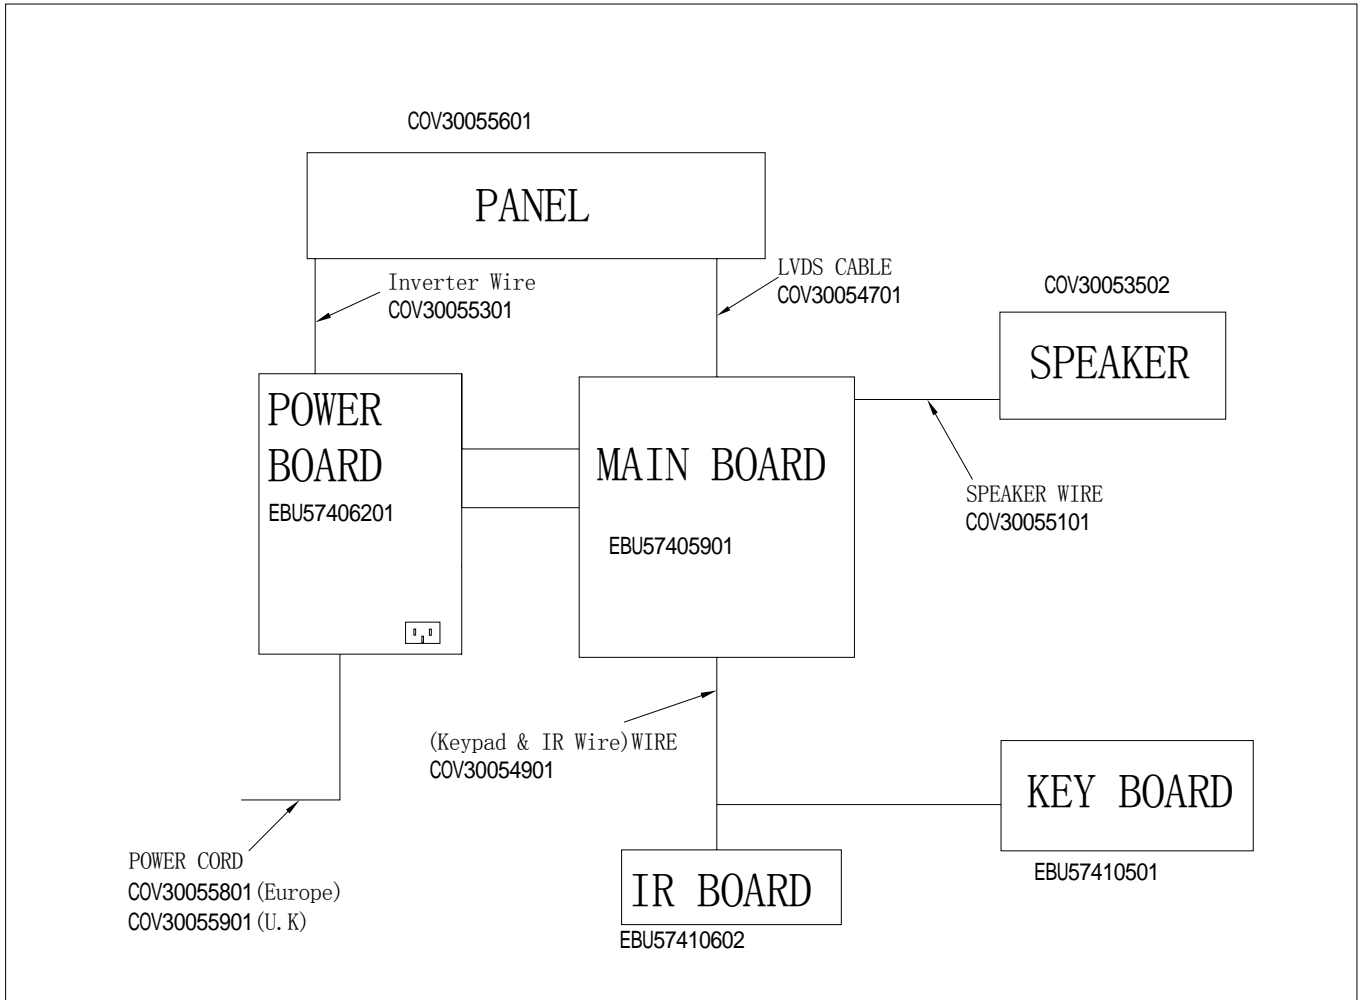 COV30055601
PANEL
Inverter Wire
COV30055301
LVDS CABLE
COV30054701
COV30053502
SPEAKER
POWER
BOARD
EBU57406201
MAIN BOARD
EBU57405901
SPEAKER WIRE
COV30055101
(Keypad & IR Wire)WIRE
COV30054901
KEY BOARD
EBU57410501
POWER CORD
COV30055801(Europe)
COV30055901(U.K)
IR BOARD
EBU57410602